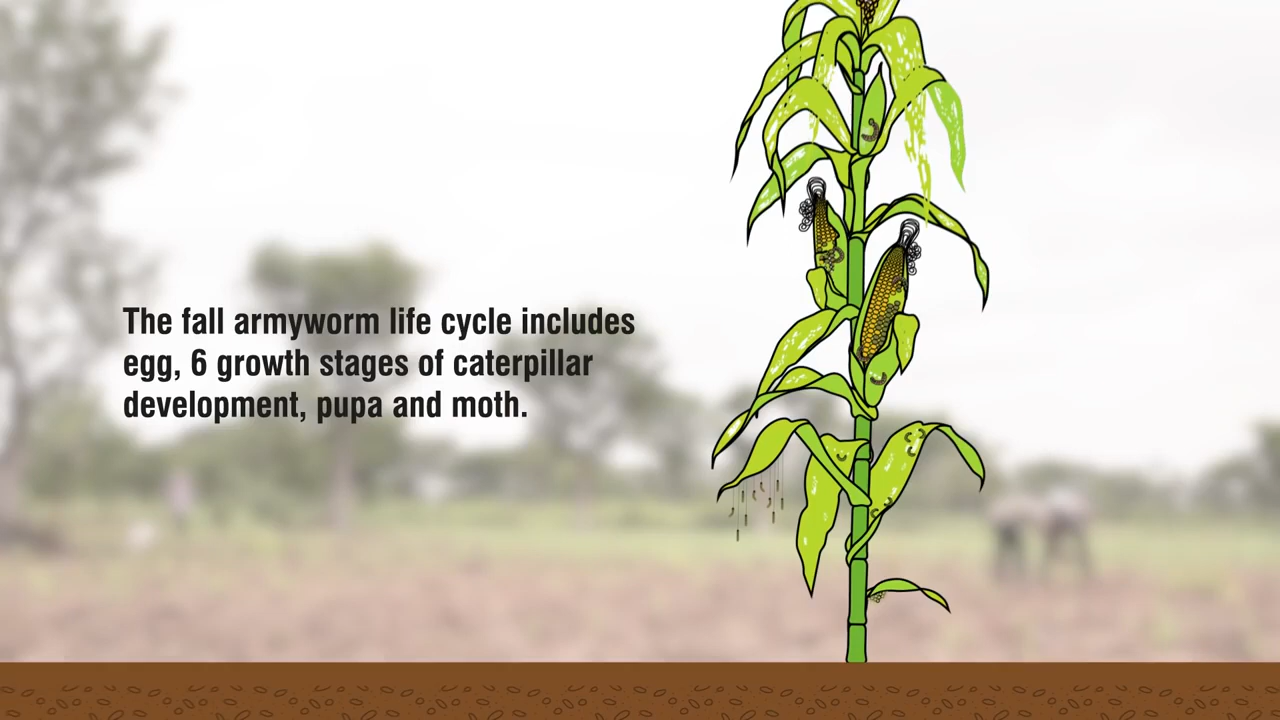 The fall armyworm life cycle includes
egg, 6 growth stages of caterpillar
development, pupa and moth.